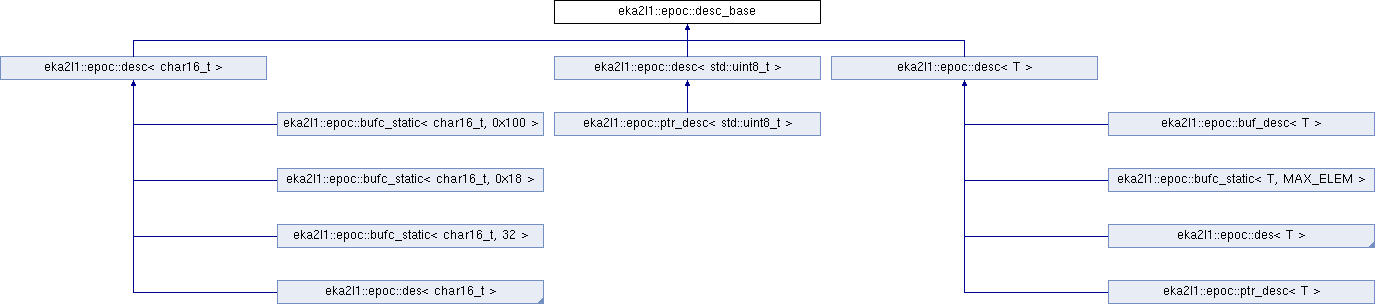 eka2l1::epoc::desc_base
eka2l1::epoc::desc< char16_t >
eka2l1::epoc::desc< std::uint8_t >
eka2l1::epoc::desc< T >
eka2l1::epoc::bufc_static< char16_t, 0x100 >
eka2l1::epoc::ptr_desc< std::uint8_t >
eka2l1::epoc::buf_desc< T >
eka2l1::epoc::bufc_static< char16_t, 0x18 >
eka2l1::epoc::bufc_static< T, MAX_ELEM >
eka2l1::epoc::bufc_static< char16_t, 32 >
eka2l1::epoc::des< T >
eka2l1::epoc::des< char16_t >
eka2l1::epoc::ptr_desc< T >